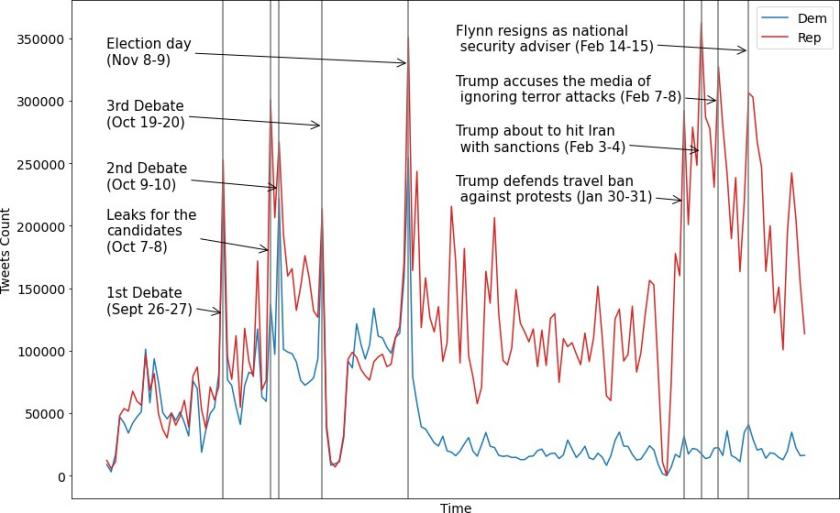 Dem
Rep
Election day
(Nov 8-9)
3rd Debate
(Oct 19-20)
2nd Debate
(Oct 9-10)
Leaks for the
candidates
(Oct 7-8)
1st Debate
(Sept 26-27)
Flynn resigns as national
security adviser (Feb 14-15)
Trump accuses the media of
ignoring terror attacks (Feb 7-8)
Trump about to hit Iran
with sanctions (Feb 3-4)
Trump defends travel ban
against protests (Jan 30-31)
350000
300000
250000
200000
150000
100000
50000
0
Tweets Count
Time